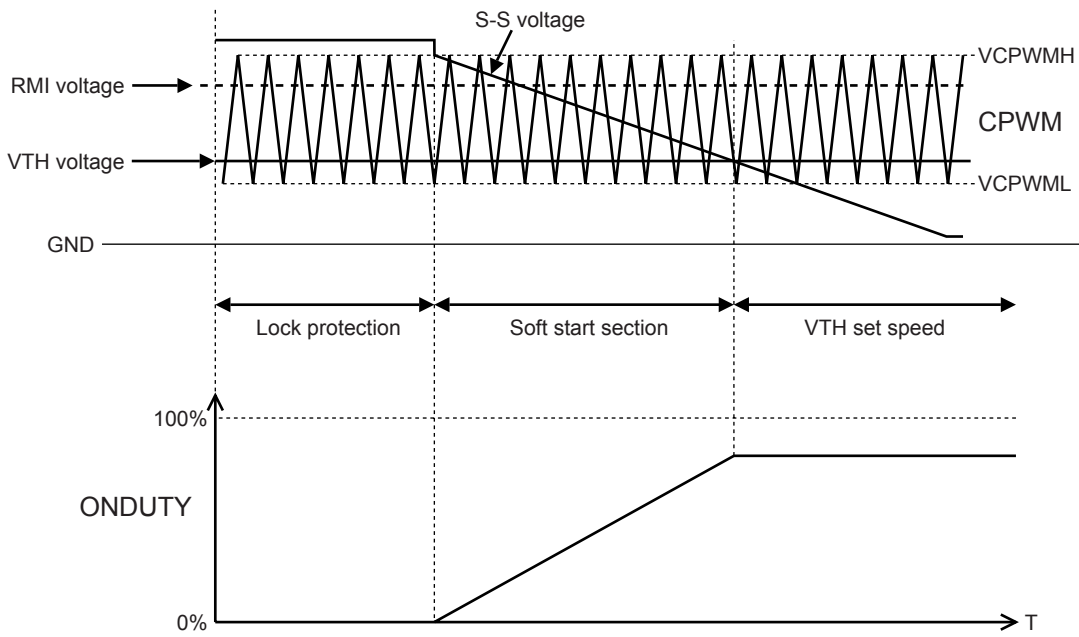 S-S voltage
VCPWMH
RMI voltage
CPWM
VTH voltage
VCPWML
GND
Lock protection
Soft start section
VTH set speed
100%
ONDUTY
0%
T